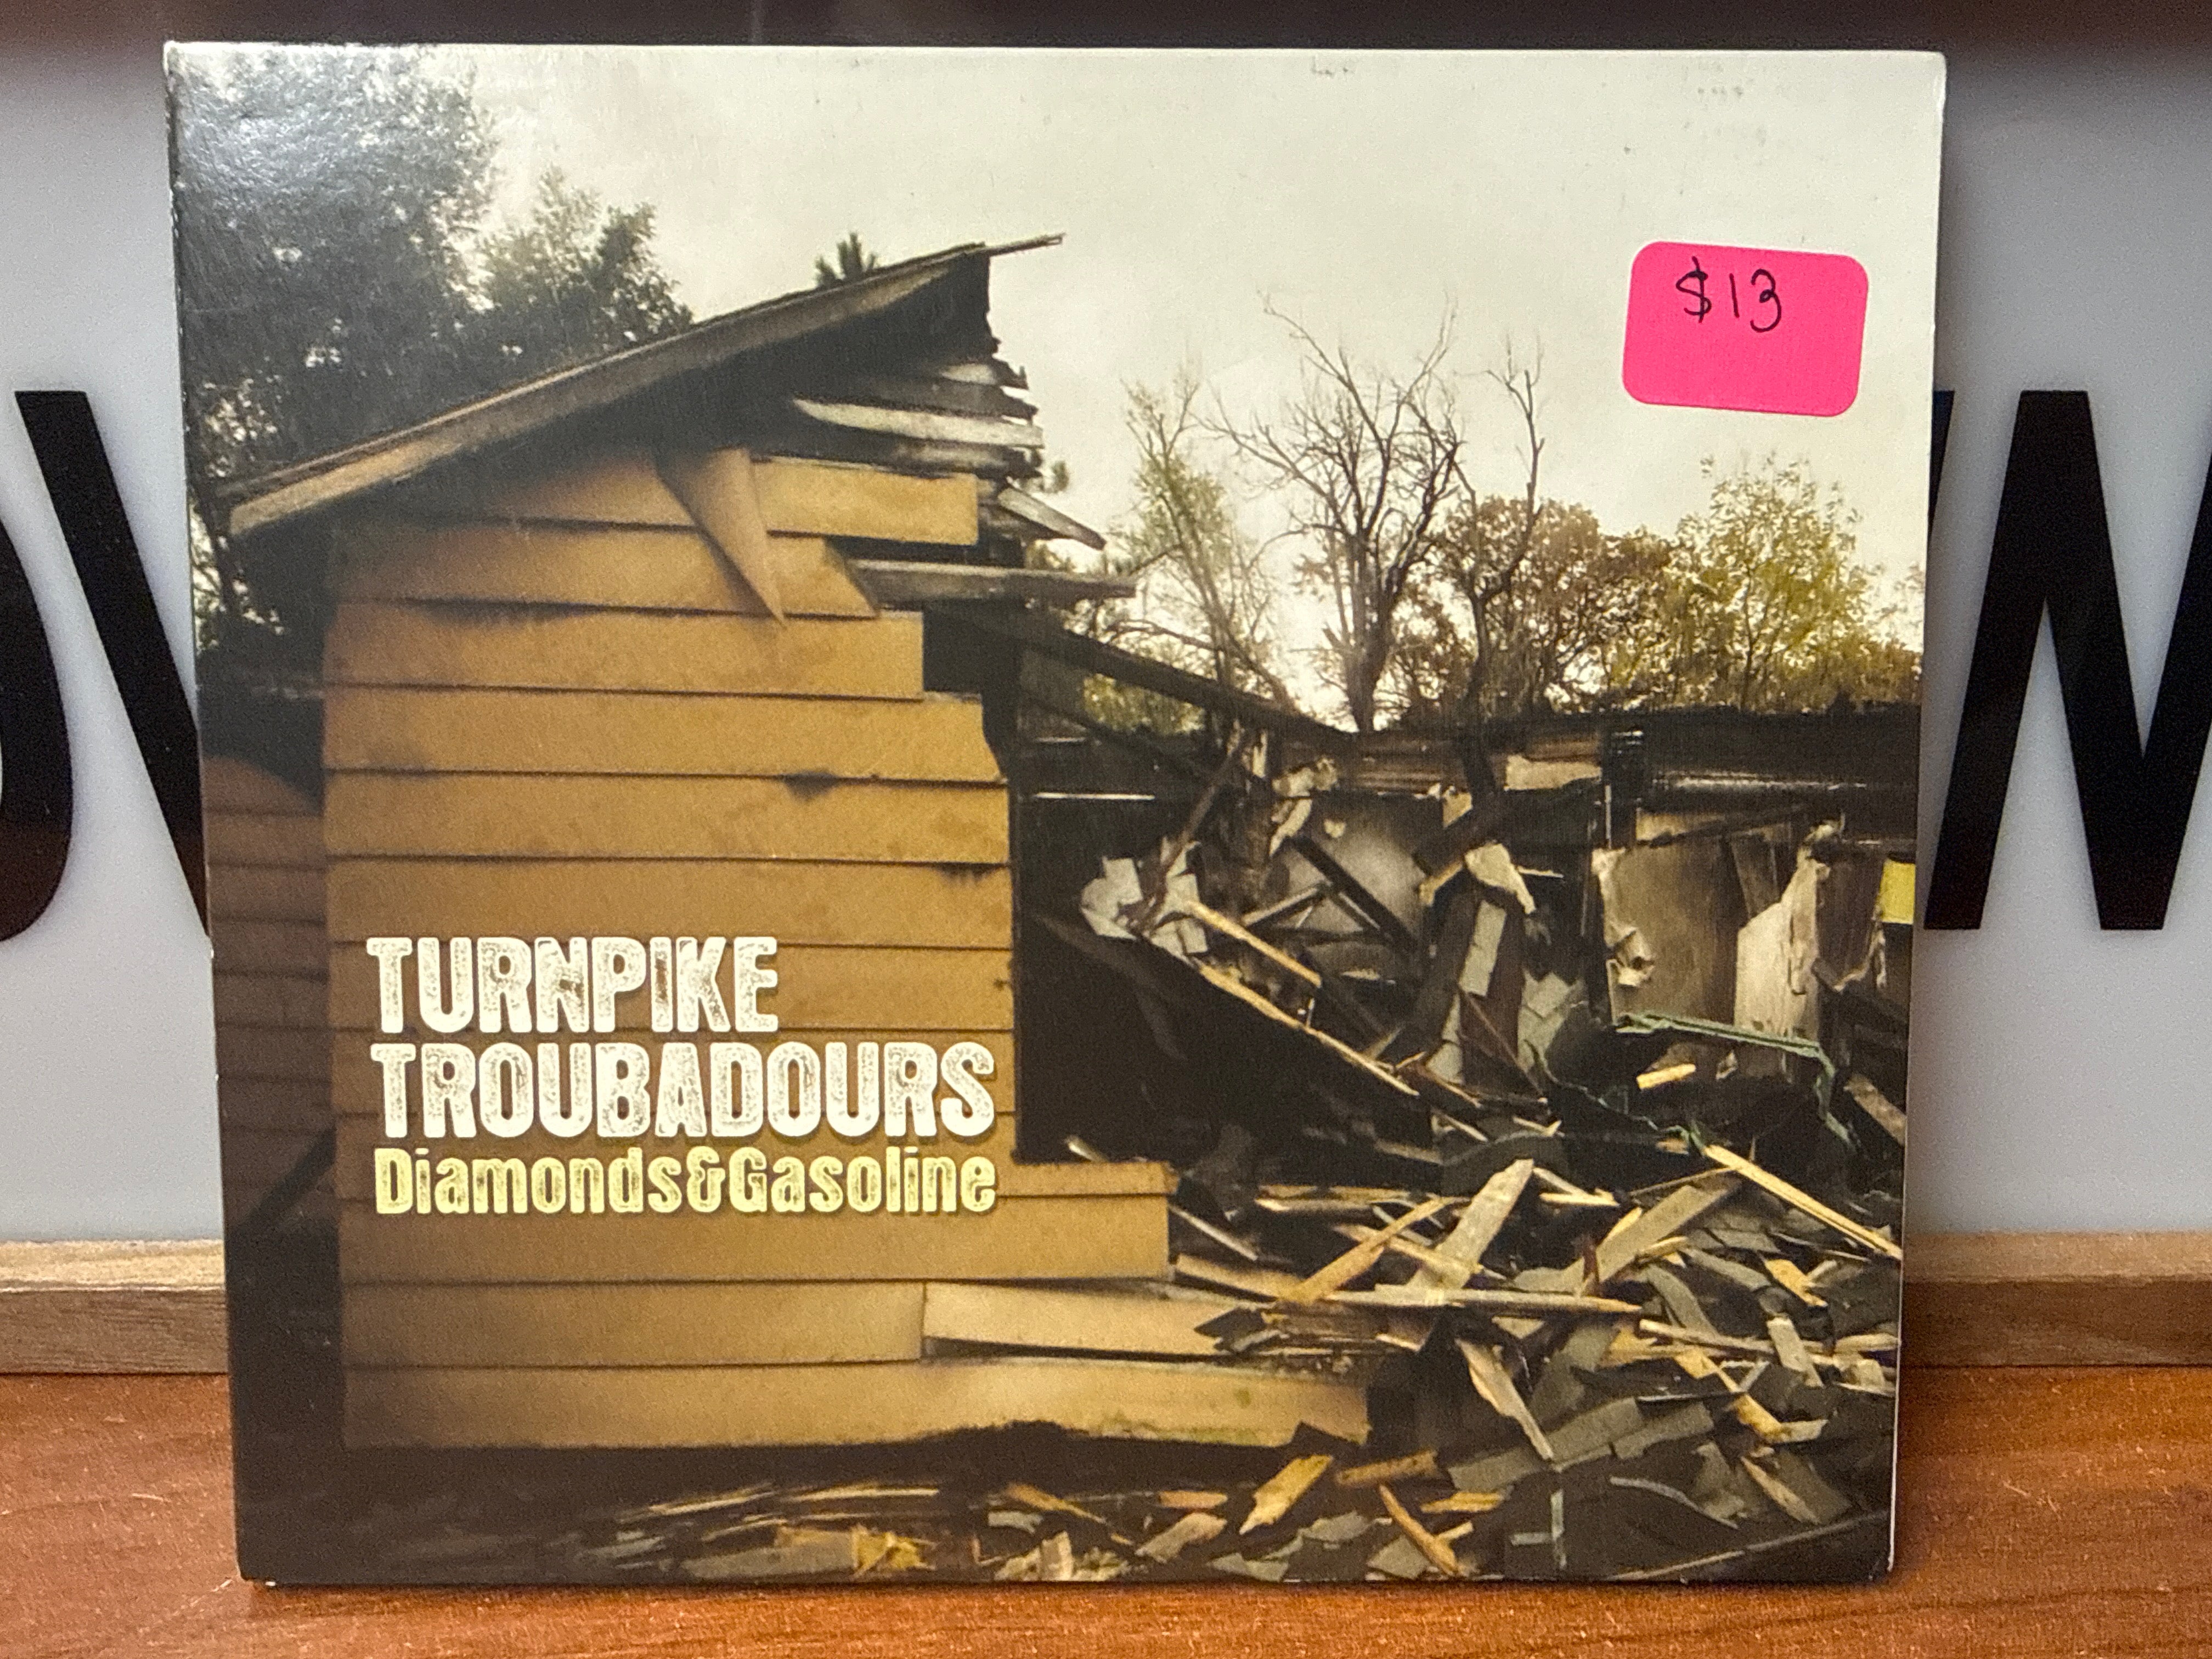 $13
TURNPIKE
TROUBADOURS
Diamonds&Gasoline